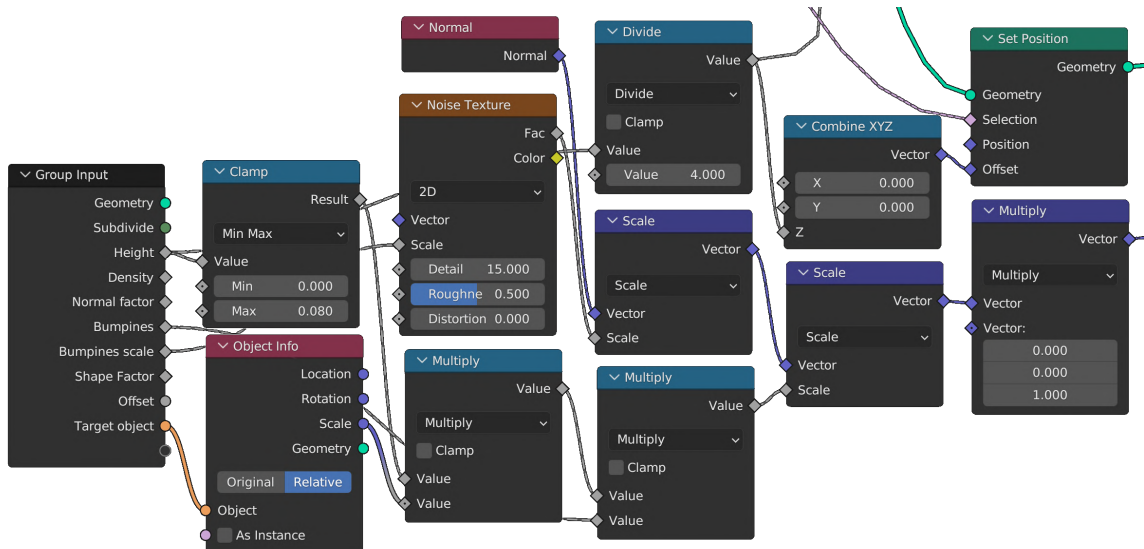 Group Input
Geometry
Subdivide
Height
Density
Normal factor
Bumpines
Bumpines scale
Shape Factor
Offset
Target object
Clamp
Result
Min Max
Value
Min 0.000
Max 0.080
Object Info
Location
Rotation
Scale
Geometry
Original Relative
Object
As Instance
Normal
Normal
Noise Texture
Fac
Color
2D
Vector
Scale
Detail 15.000
Roughne 0.500
Distortion 0.000
Multiply
Value
Multiply
Clamp
Value
Value
Divide
Value
Divide
Clamp
Value
Value 4.000
Scale
Vector
Scale
Vector
Scale
Multiply
Value
Multiply
Clamp
Value
Value
Combine XYZ
Vector
X 0.000
Y 0.000
Z
Scale
Vector
Scale
Vector
Scale
Set Position
Geometry
Geometry
Selection
Position
Offset
Multiply
Vector
Multiply
Vector
Vector:
0.000
0.000
1.000